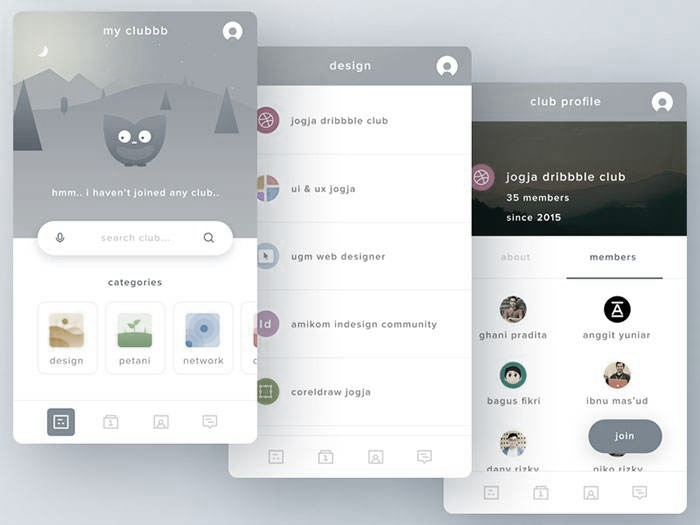 my clubbb
hmm.. i haven't joined any club..
search club...
categories
design
petani
network
design
jogja dribbble club
ui & ux jogja
ugm web designer
Id
amikom indesign community
coreldraw jogja
club profile
jogja dribbble club
35 members
since 2015
about
members
ghani pradita
anggit yuniar
bagus fikri
ibnu mas'ud
dany rizky
niko rizky
join